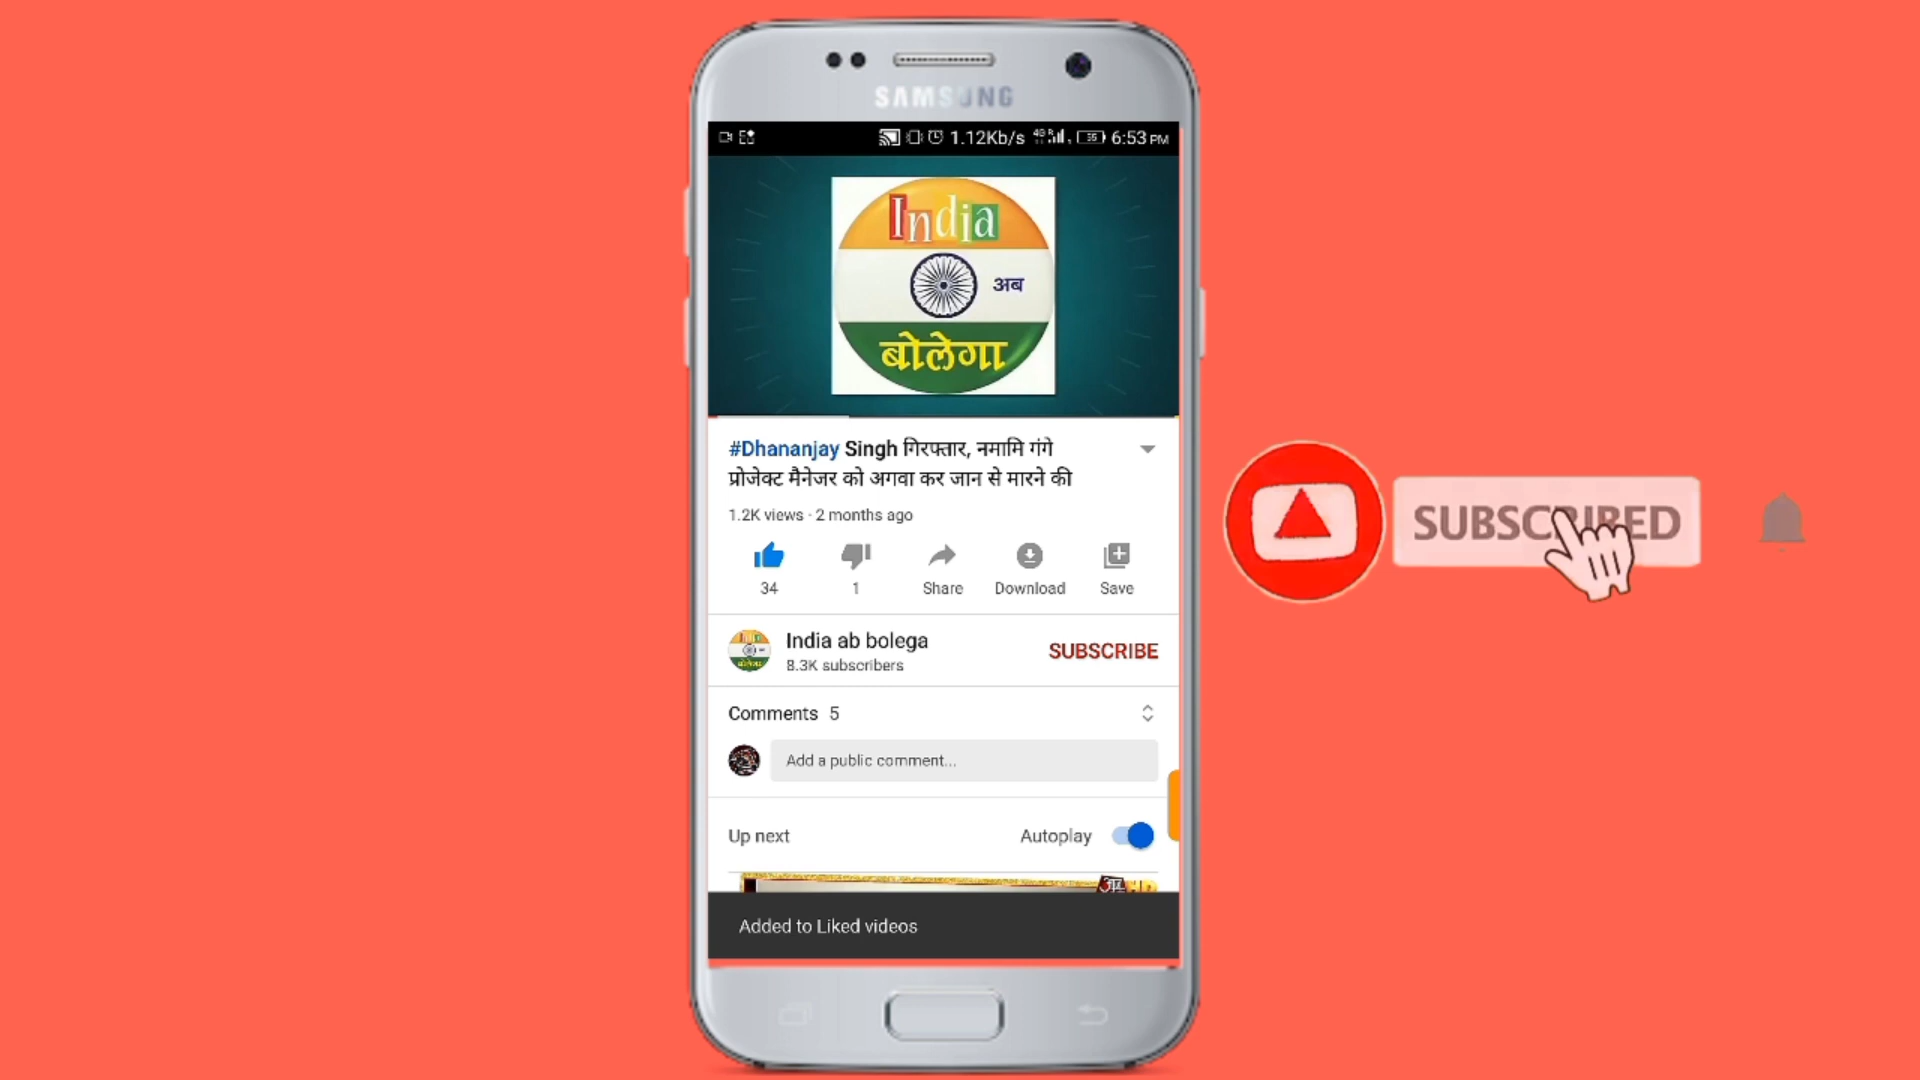 SAMSUNG
1.12Kb/s 4G R 35 6:53 PM
India
अब
बोलेगा
#Dhananjay Singh गिरफ्तार, नमामि गंगे
प्रोजेक्ट मैनेजर को अगवा कर जान से मारने की
1.2K views · 2 months ago
34
1
Share
Download
Save
India ab bolega
8.3K subscribers
SUBSCRIBE
Comments 5
Add a public comment...
Up next
Autoplay
Added to Liked videos
SUBSCRIBED